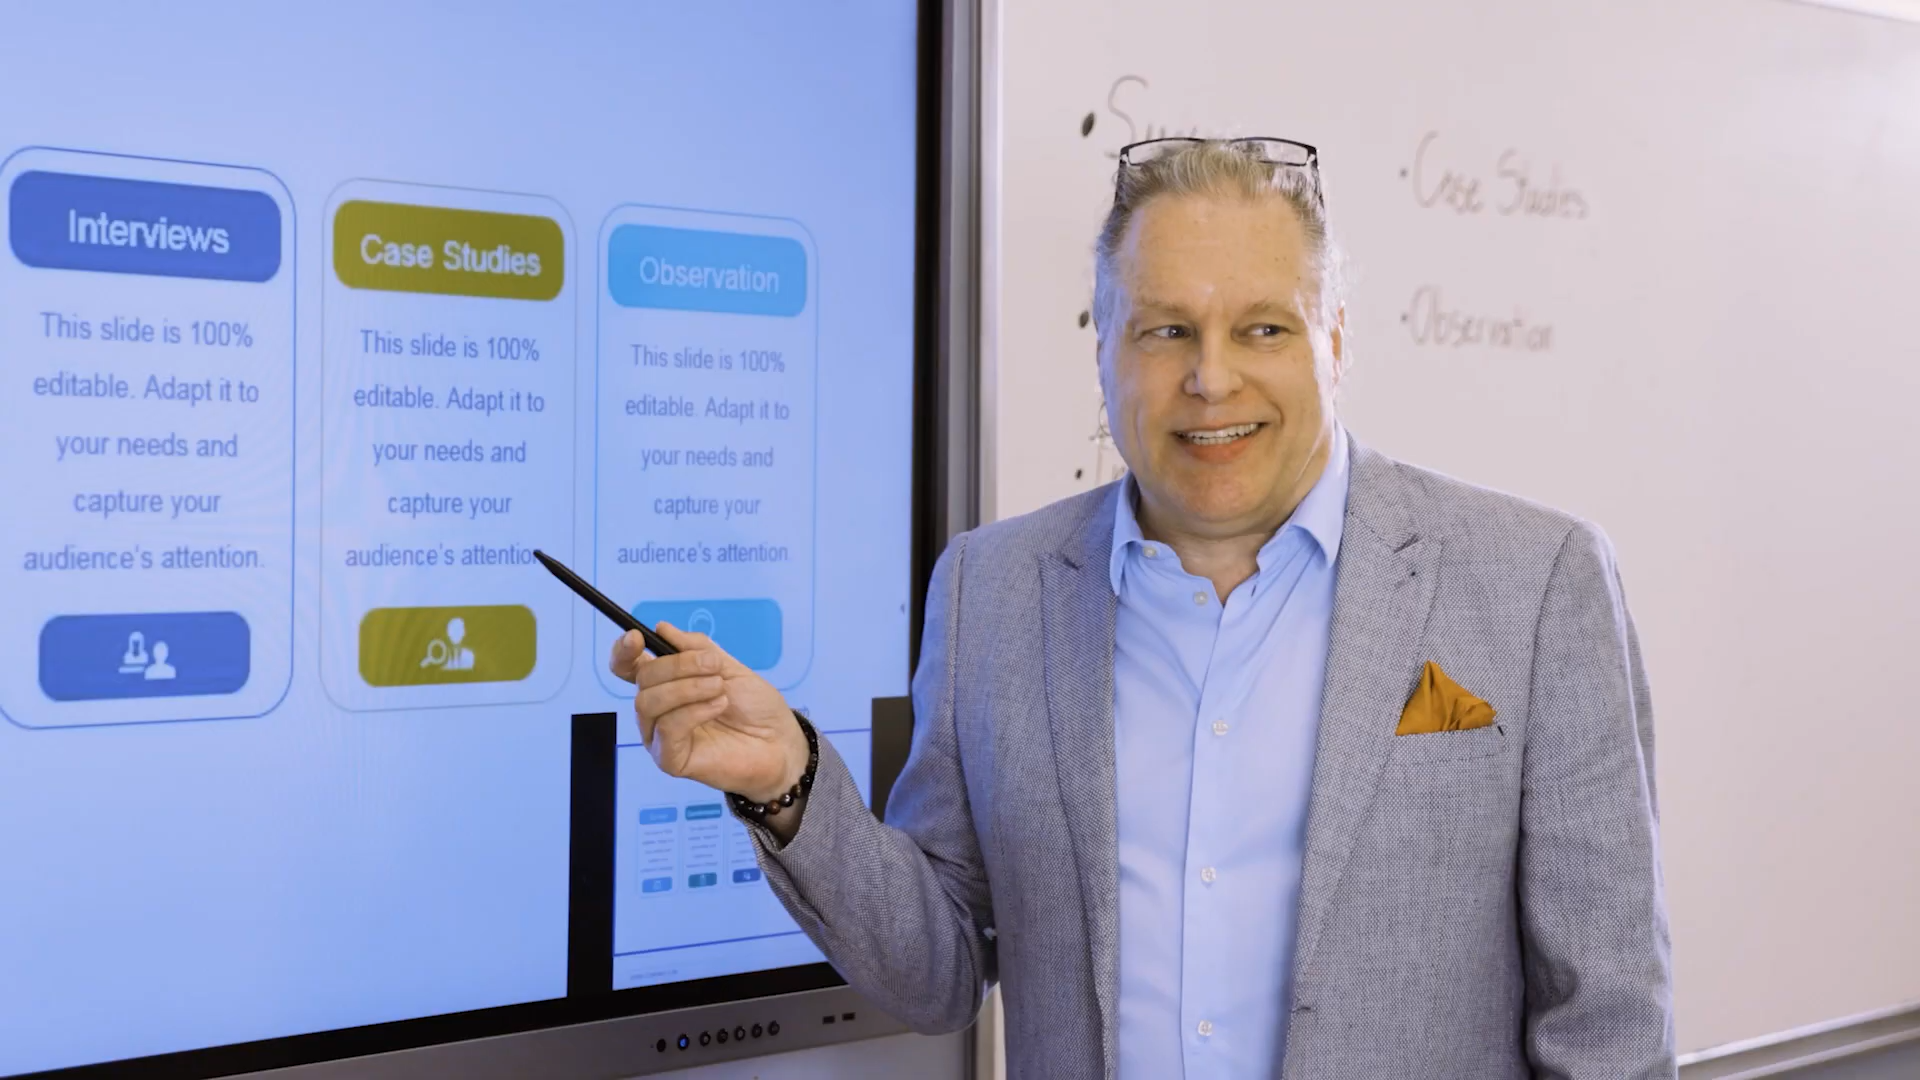 Interviews
This slide is 100%
editable. Adapt it to
your needs and
capture your
audience's attention.
Case Studies
This slide is 100%
editable. Adapt it to
your needs and
capture your
audience's attention
Observation
This slide is 100%
editable. Adapt it to
your needs and
capture your
audience's attention
• Case Studies
• Observation